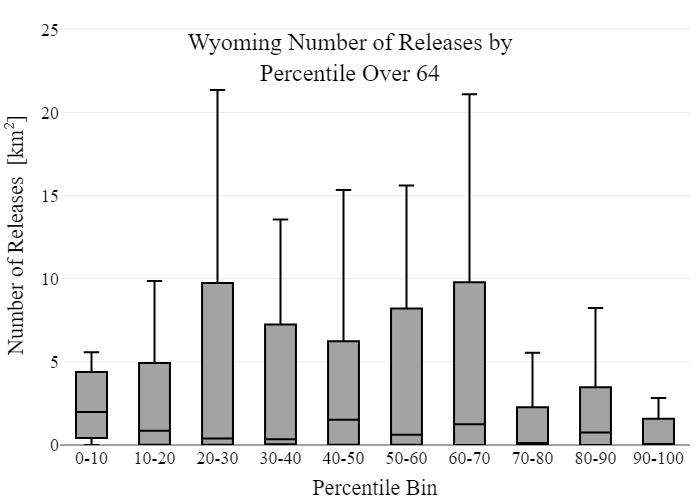 Wyoming Number of Releases by
Percentile Over 64
Number of Releases [km²]
25
20
15
10
5
0
0-10 10-20 20-30 30-40 40-50 50-60 60-70 70-80 80-90 90-100
Percentile Bin